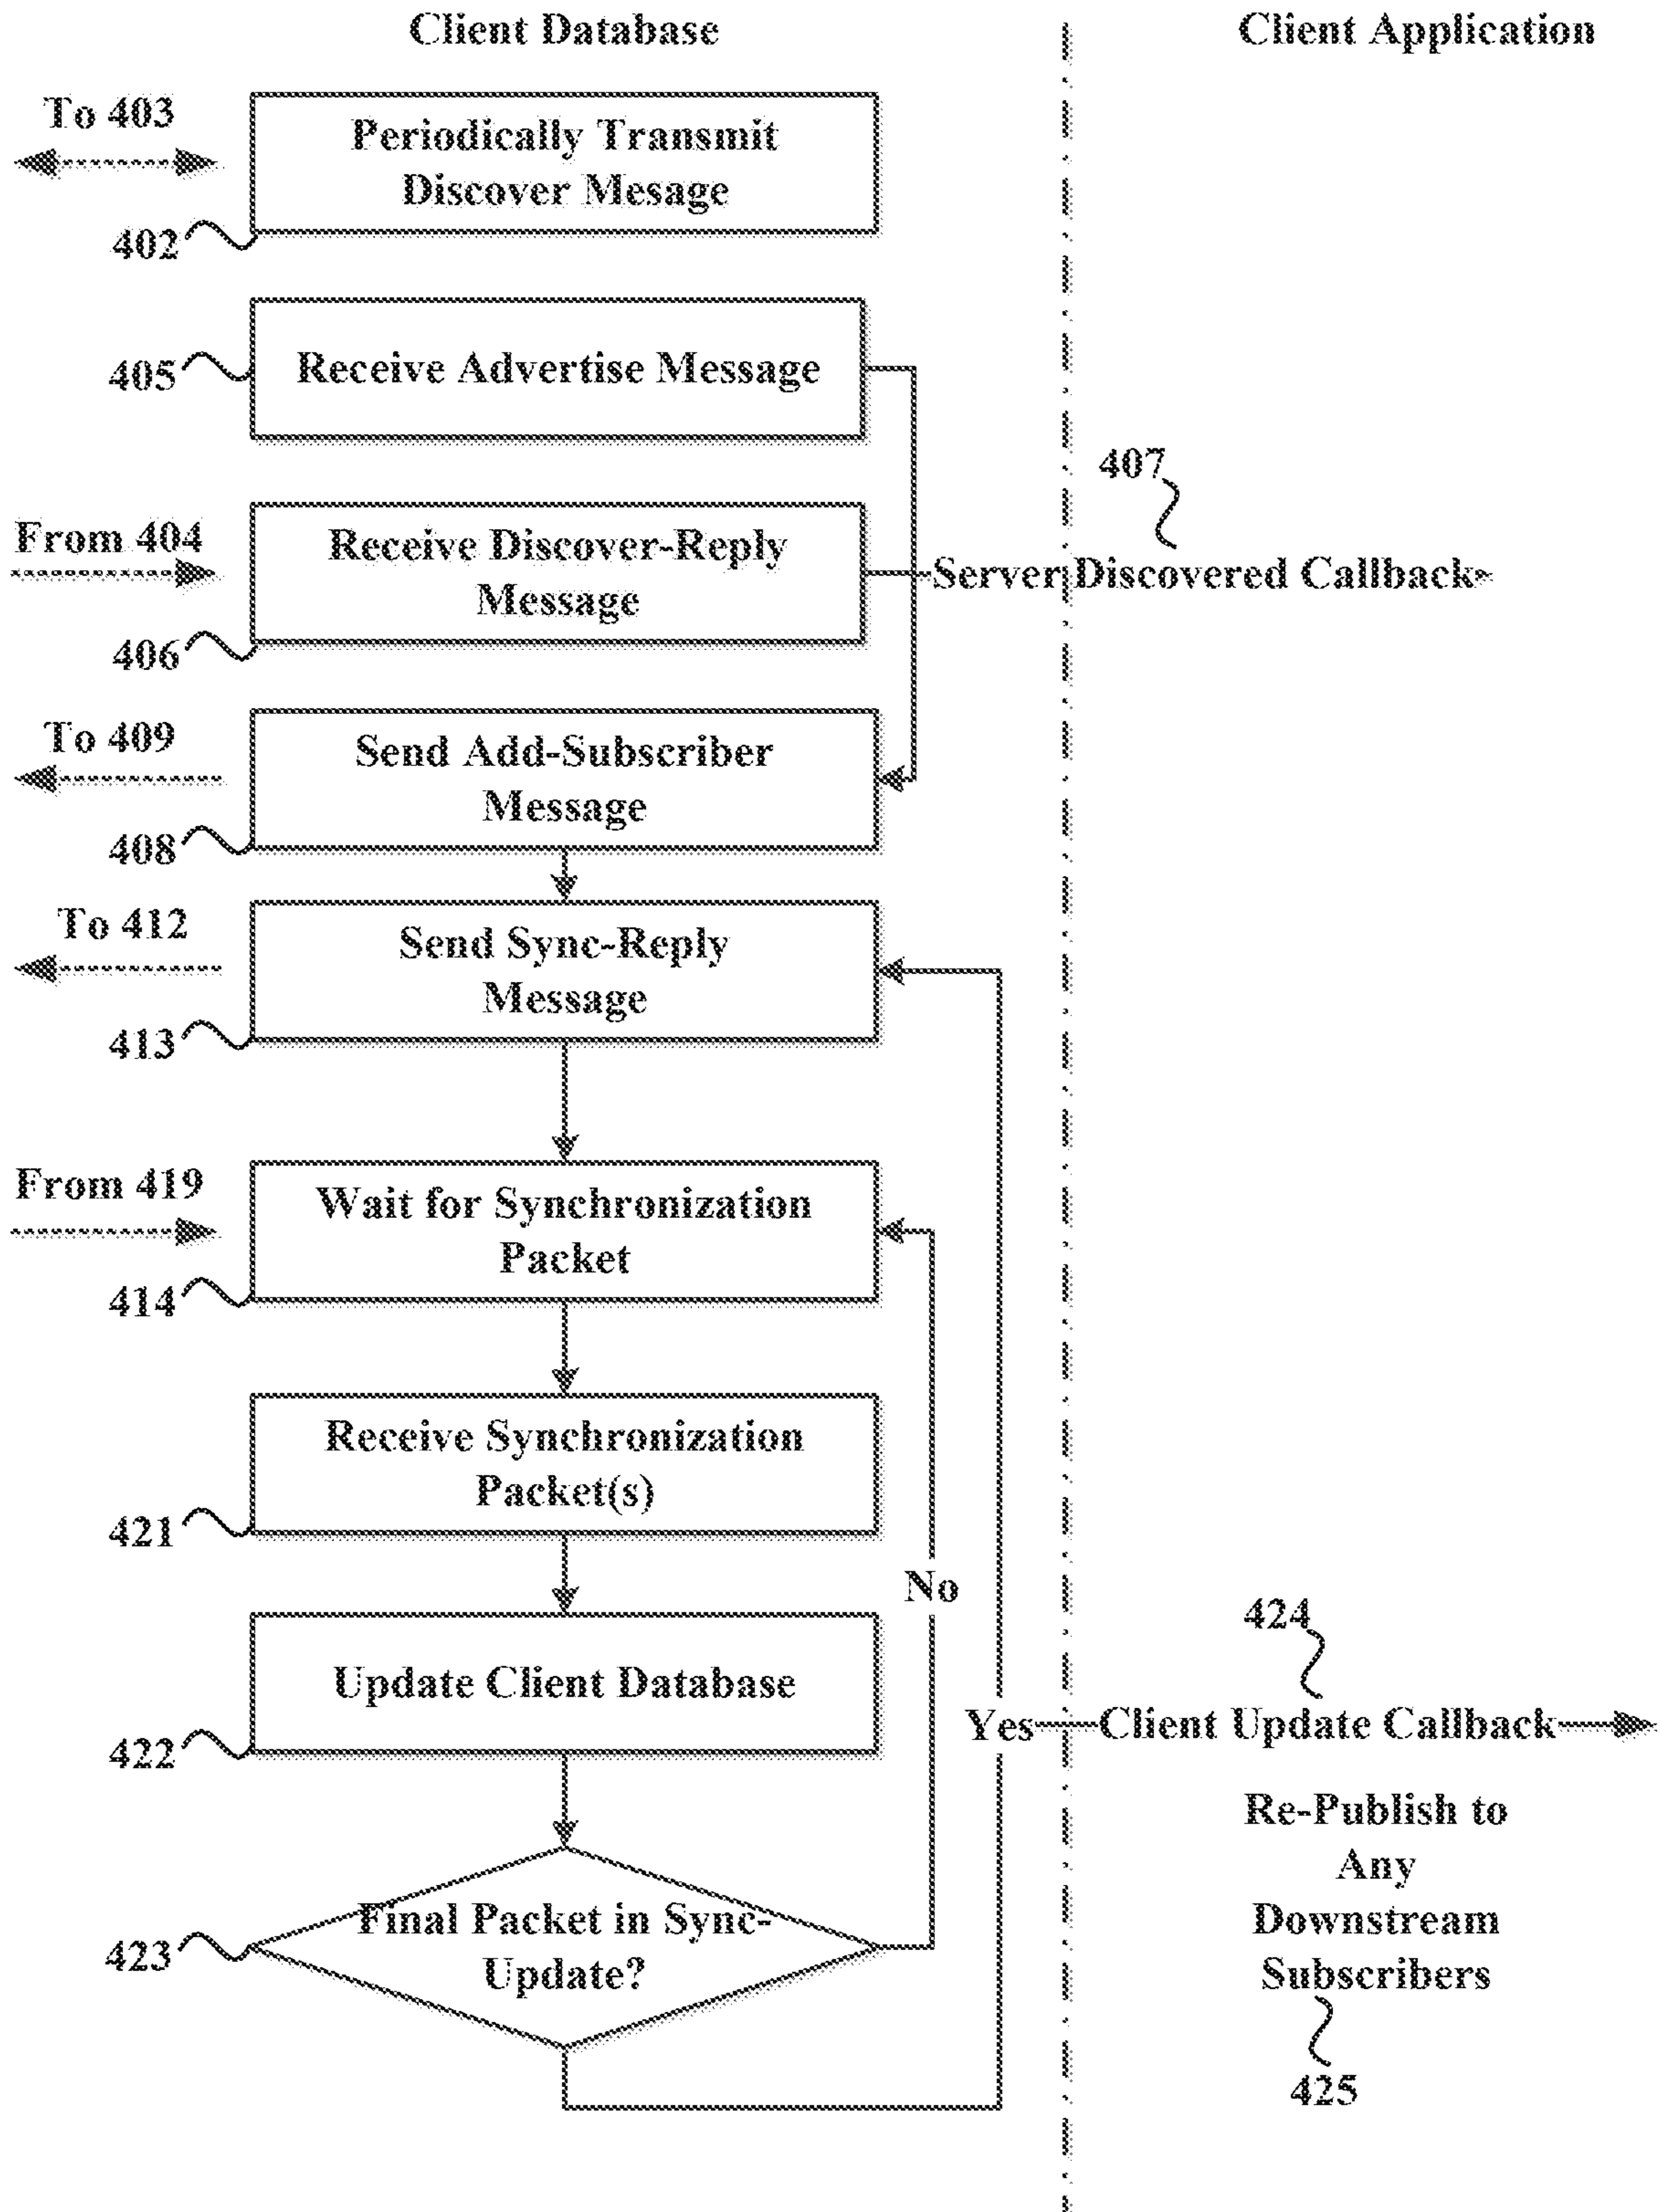 Client Database
Client Application
To 403
Periodically Transmit
Discover Mesage
402
Receive Advertise Message
405
407
From 404
Receive Discover-Reply
Message
Server Discovered Callback
406
To 409
Send Add-Subscriber
Message
408
To 412
Send Sync-Reply
Message
413
From 419
Wait for Synchronization
Packet
414
Receive Synchronization
Packet(s)
421
No
424
Update Client Database
Yes
Client Update Callback
422
Re-Publish to
Any
Downstream
Subscribers
Final Packet in Sync-
Update?
423
425